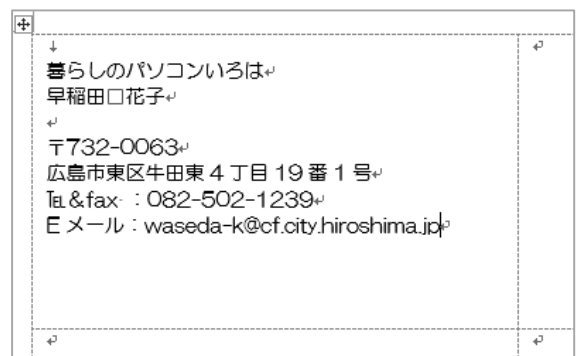 暮らしのパソコンいろは
早稲田□花子
〒732-0063
広島市東区牛田東4丁目19番1号
℡&fax：082-502-1239
Eメール：waseda-k@cf.city.hiroshima.jp